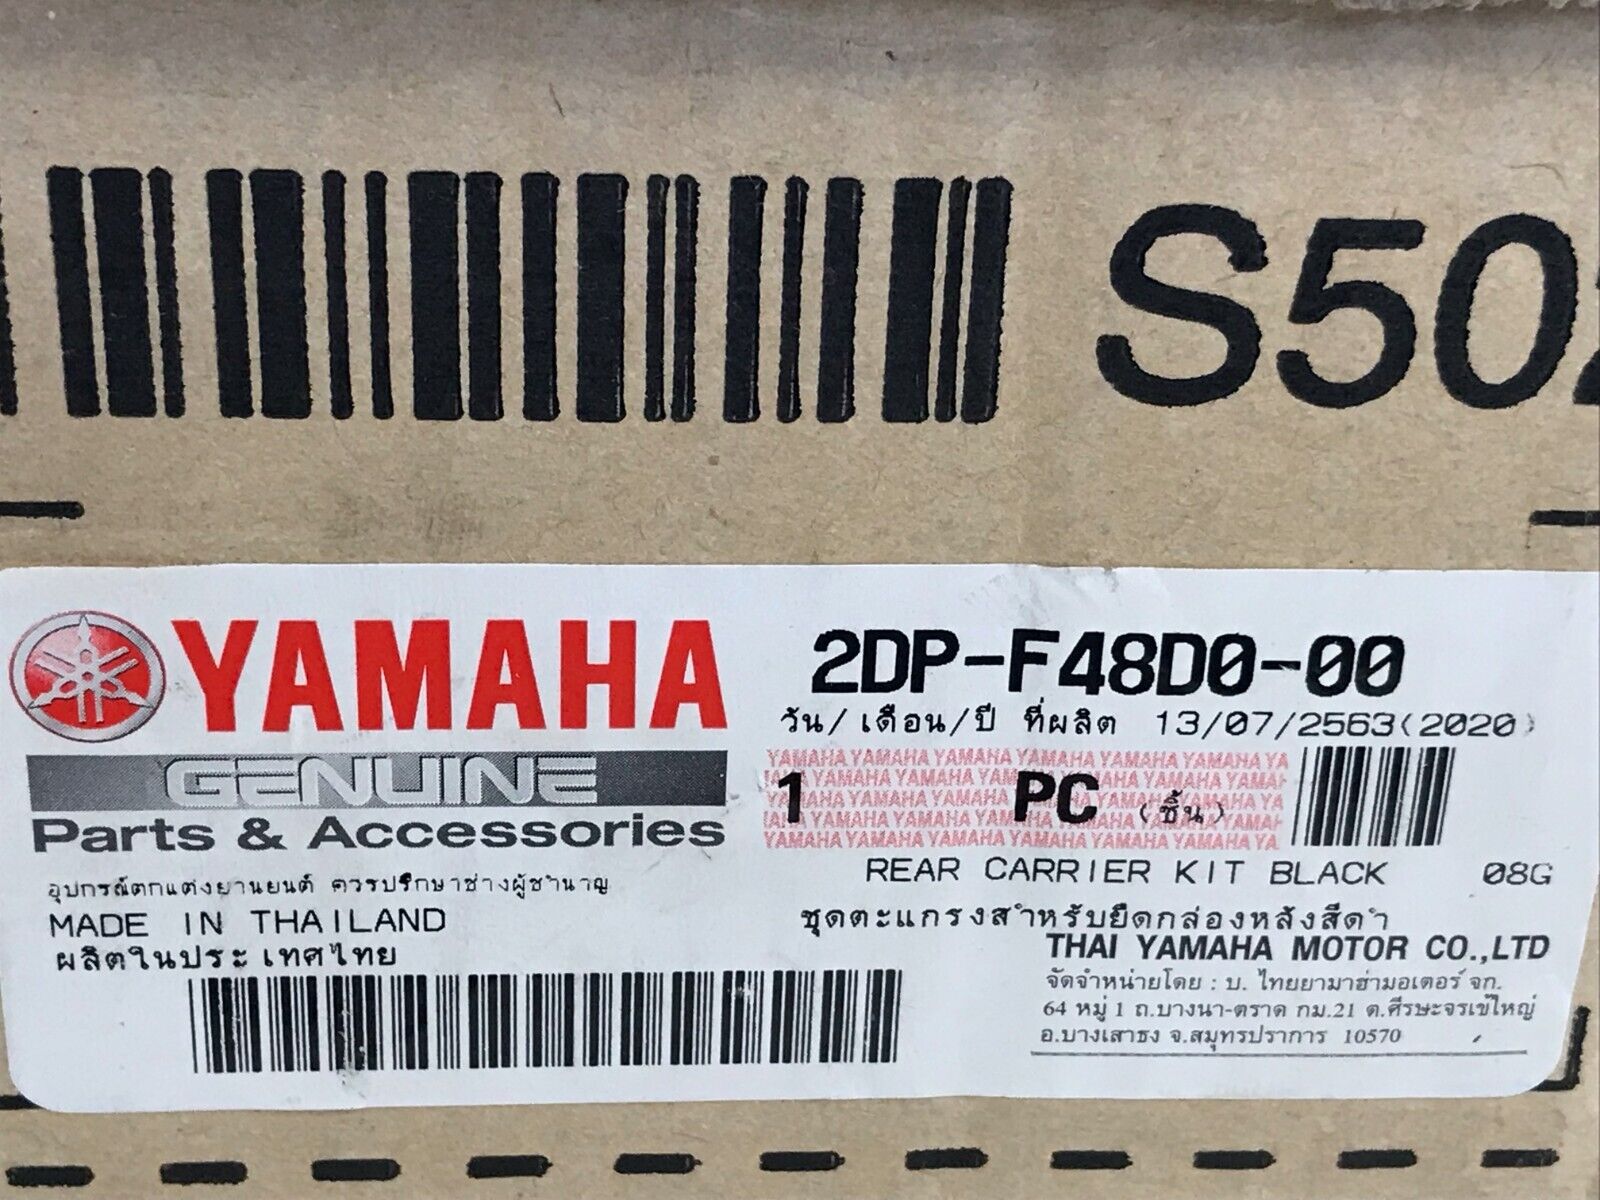 S50
YAMAHA
GENUINE
Parts & Accessories
อุปกรณ์ตกแต่งยานยนต์ ควรปรึกษาช่างผู้ชำนาญ
MADE IN THAILAND
ผลิตในประเทศไทย
2DP-F48D0-00
วัน/เดือน/ปี ที่ผลิต 13/07/2563(2020)
YAMAHA YAMAHA YAMAHA YAMAHA YAMAHA YAMAHA YA
1 PC (ชิ้น)
REAR CARRIER KIT BLACK 08G
ชุดตะแกรงสำหรับยึดกล่องหลังสีดำ
THAI YAMAHA MOTOR CO.,LTD
จัดจำหน่ายโดย : บ. ไทยยามาฮ่ามอเตอร์ จก.
64 หมู่ 1 ถ.บางนา-ตราด กม.21 ต.ศีรษะจรเข้ใหญ่
อ.บางเสาธง จ.สมุทรปราการ 10570